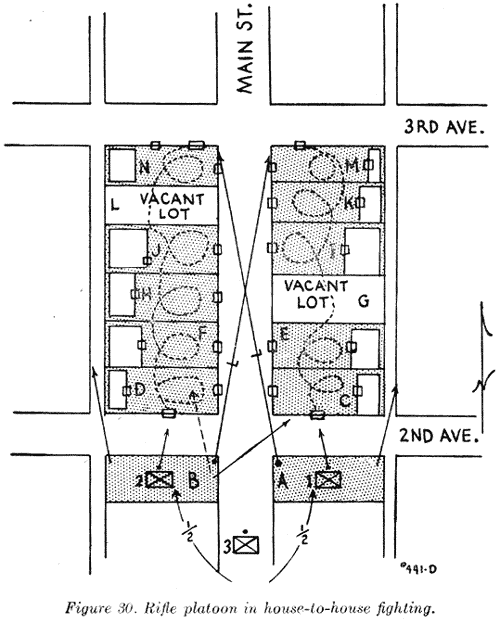 MAIN ST.
3RD AVE.
N
M
L VACANT
LOT
K
J
I
H
VACANT
LOT G
F
E
D
C
2ND AVE.
N
2 B
A 1
1/2
1/2
3
#441-D
Figure 30. Rifle platoon in house-to-house fighting.